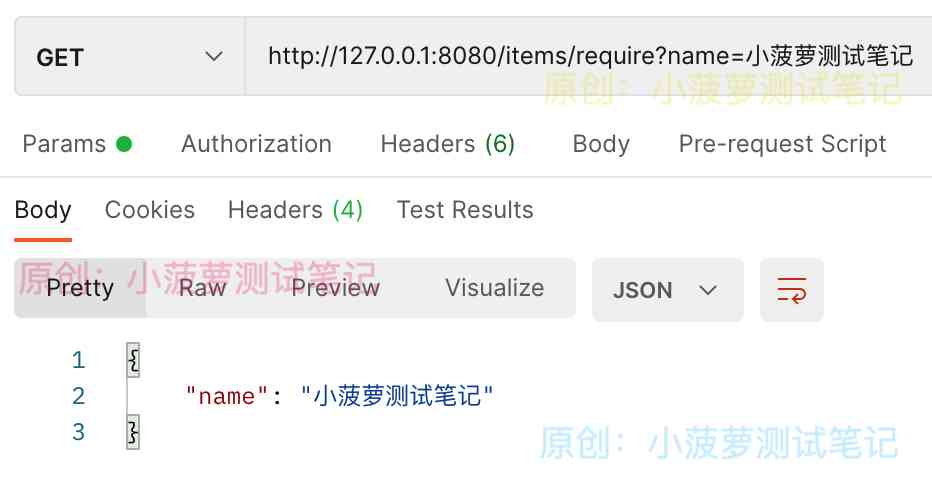 GET http://127.0.0.1:8080/items/require?name=小菠萝测试笔记
原创：小菠萝测试笔记
Params Authorization Headers (6) Body Pre-request Script
Body Cookies Headers (4) Test Results
原创：小菠萝测试笔记
Pretty Raw Preview Visualize JSON
1 {
2 "name": "小菠萝测试笔记"
3 }
原创：小菠萝测试笔记